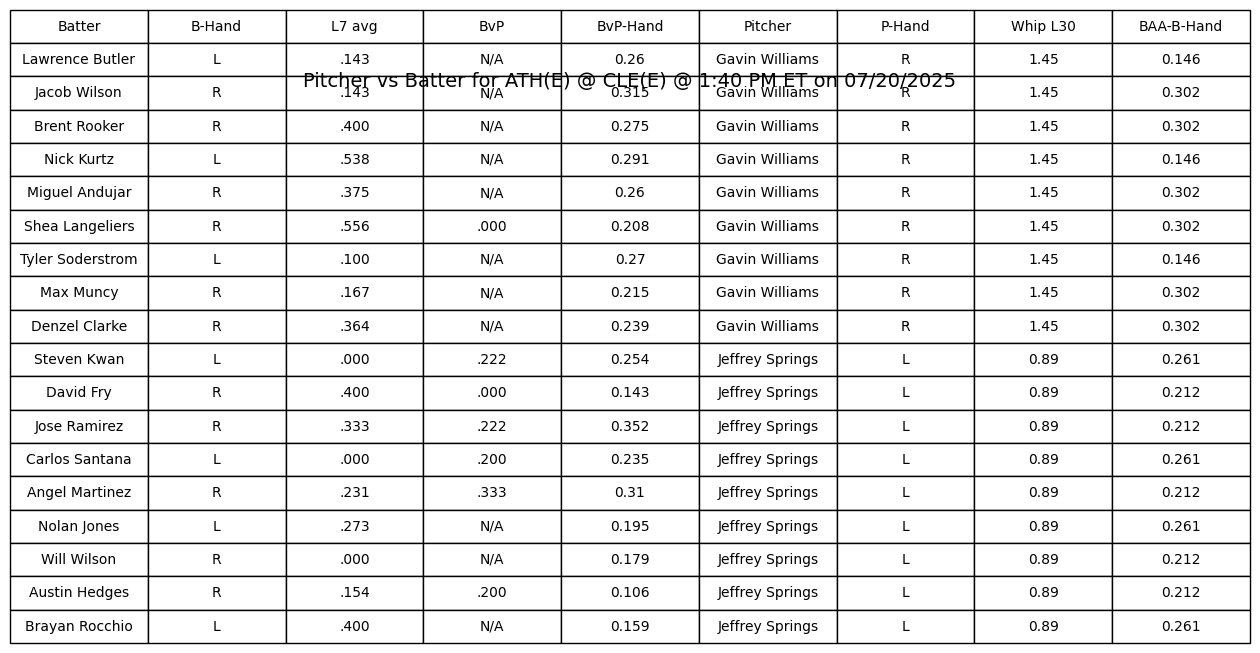 Batter B-Hand L7 avg BvP BvP-Hand Pitcher P-Hand Whip L30 BAA-B-Hand
Lawrence Butler L .143 N/A 0.26 Gavin Williams R 1.45 0.146
Pitcher vs Batter for ATH(E) @ CLE(E) @ 1:40 PM ET on 07/20/2025
Jacob Wilson R .143 N/A 0.315 Gavin Williams R 1.45 0.302
Brent Rooker R .400 N/A 0.275 Gavin Williams R 1.45 0.302
Nick Kurtz L .538 N/A 0.291 Gavin Williams R 1.45 0.146
Miguel Andujar R .375 N/A 0.26 Gavin Williams R 1.45 0.302
Shea Langeliers R .556 .000 0.208 Gavin Williams R 1.45 0.302
Tyler Soderstrom L .100 N/A 0.27 Gavin Williams R 1.45 0.146
Max Muncy R .167 N/A 0.215 Gavin Williams R 1.45 0.302
Denzel Clarke R .364 N/A 0.239 Gavin Williams R 1.45 0.302
Steven Kwan L .000 .222 0.254 Jeffrey Springs L 0.89 0.261
David Fry R .400 .000 0.143 Jeffrey Springs L 0.89 0.212
Jose Ramirez R .333 .222 0.352 Jeffrey Springs L 0.89 0.212
Carlos Santana L .000 .200 0.235 Jeffrey Springs L 0.89 0.261
Angel Martinez R .231 .333 0.31 Jeffrey Springs L 0.89 0.212
Nolan Jones L .273 N/A 0.195 Jeffrey Springs L 0.89 0.261
Will Wilson R .000 N/A 0.179 Jeffrey Springs L 0.89 0.212
Austin Hedges R .154 .200 0.106 Jeffrey Springs L 0.89 0.212
Brayan Rocchio L .400 N/A 0.159 Jeffrey Springs L 0.89 0.261